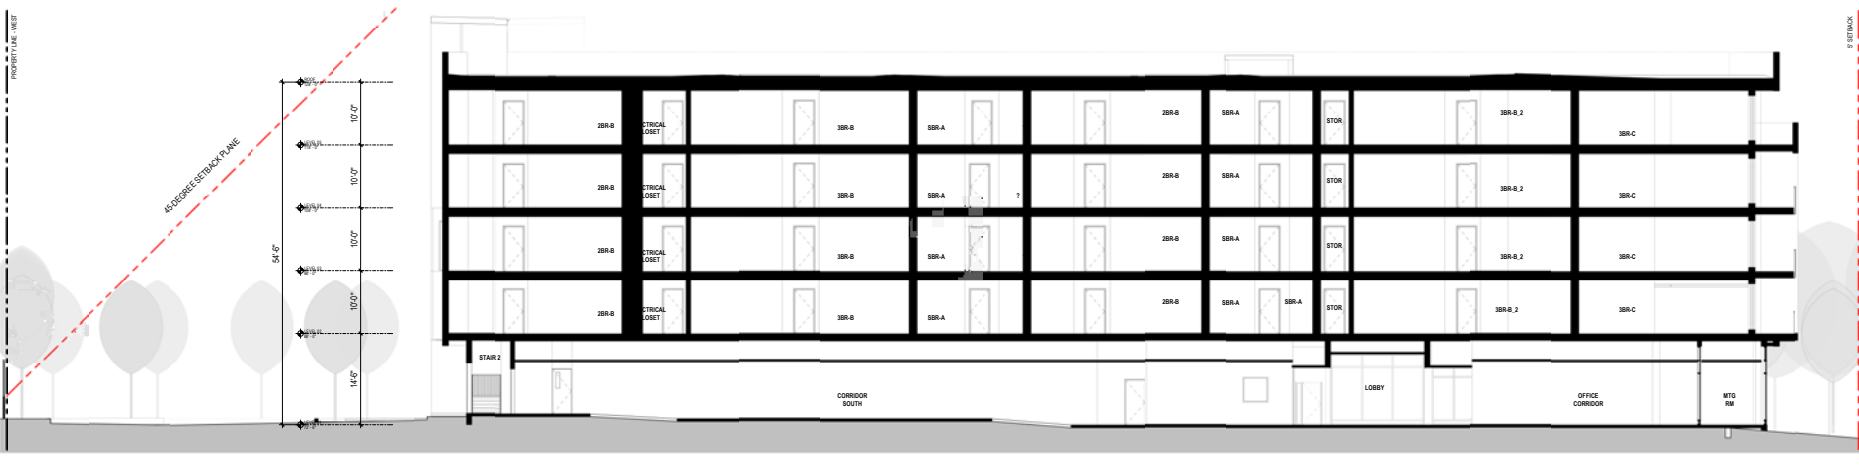 PROPERTY LINE - WEST
5' SETBACK
45-DEGREE SETBACK PLANE
54'-6"
10'-0"
10'-0"
10'-0"
10'-0"
14'-6"
2BR-B
CTRICAL
LOSET
3BR-B
SBR-A
2BR-B
SBR-A
STOR
3BR-B_2
3BR-C
2BR-B
CTRICAL
LOSET
3BR-B
SBR-A
?
2BR-B
SBR-A
STOR
3BR-B_2
3BR-C
2BR-B
CTRICAL
LOSET
3BR-B
SBR-A
2BR-B
SBR-A
STOR
3BR-B_2
3BR-C
2BR-B
CTRICAL
LOSET
3BR-B
SBR-A
2BR-B
SBR-A
SBR-A
STOR
3BR-B_2
3BR-C
STAIR 2
CORRIDOR
SOUTH
LOBBY
OFFICE
CORRIDOR
MTG
RM